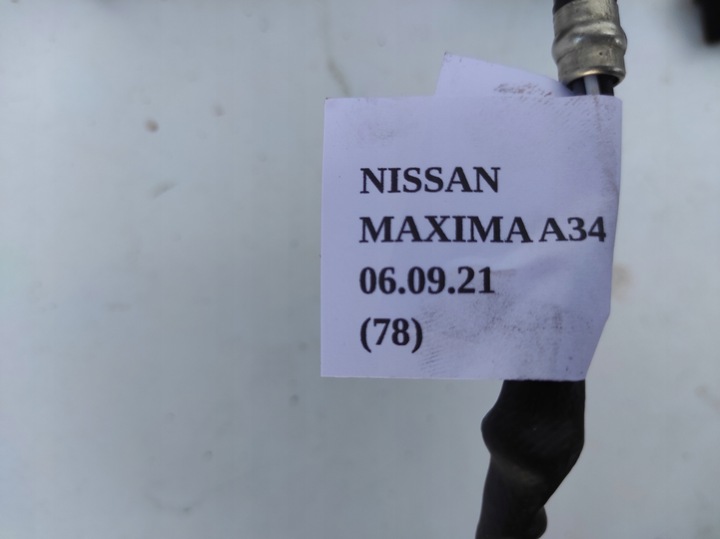 NISSAN
MAXIMA A34
06.09.21
(78)